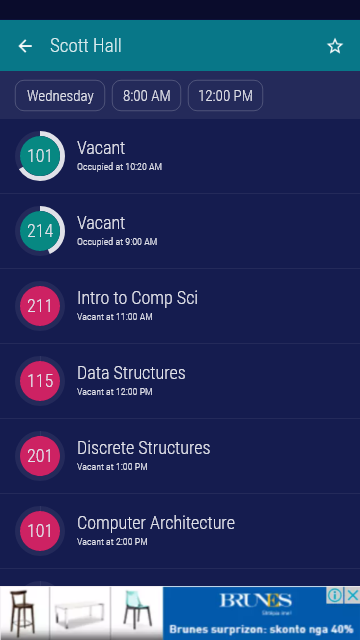 Scott Hall
Wednesday 8:00 AM 12:00 PM
101
Vacant
Occupied at 10:20 AM
214
Vacant
Occupied at 9:00 AM
211
Intro to Comp Sci
Vacant at 11:00 AM
115
Data Structures
Vacant at 12:00 PM
201
Discrete Structures
Vacant at 1:00 PM
101
Computer Architecture
Vacant at 2:00 PM
BRUNES
Brunes surprizon: skonto nga 40%